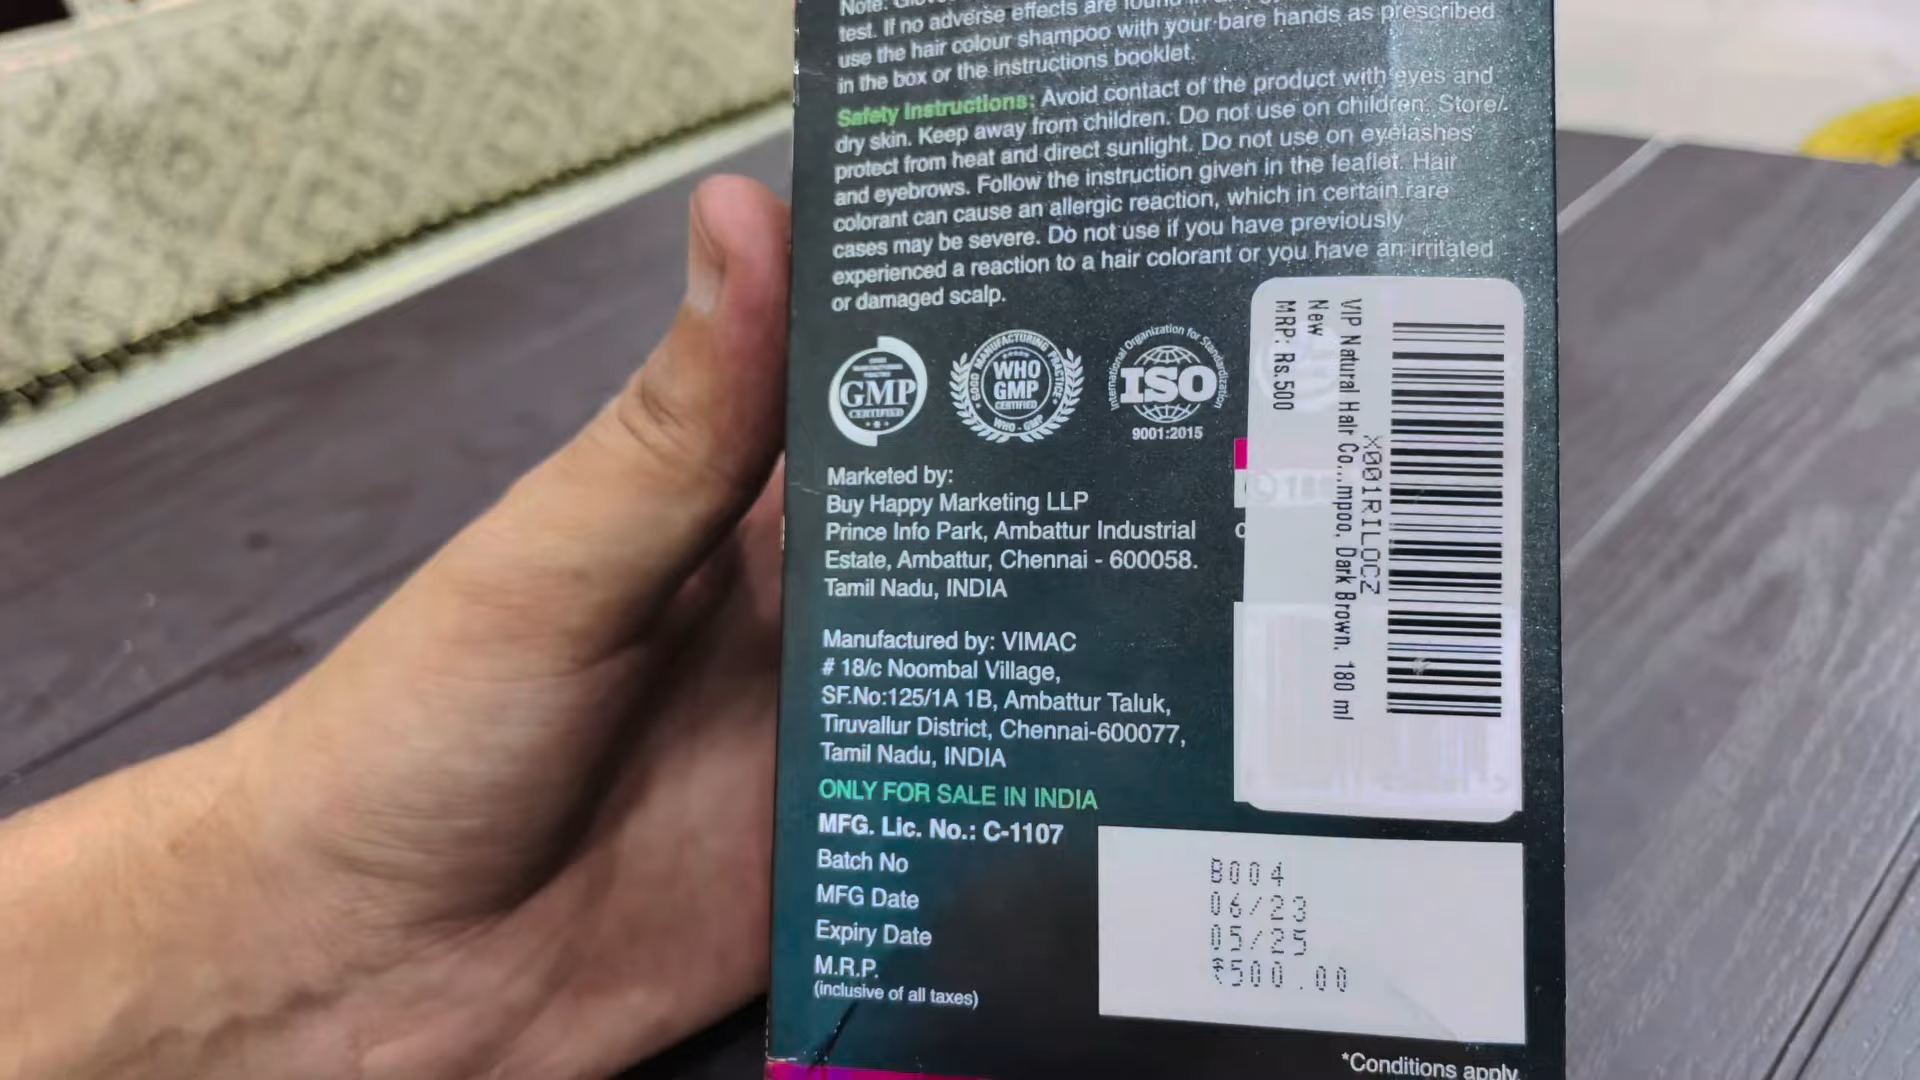 Note:
test. If no adverse effects are found in
use the hair colour shampoo with your bare hands as prescribed
in the box or the instructions booklet.
Safety Instructions: Avoid contact of the product with eyes and
dry skin. Keep away from children. Do not use on children. Store/
protect from heat and direct sunlight. Do not use on eyelashes
and eyebrows. Follow the instruction given in the leaflet. Hair
colorant can cause an allergic reaction, which in certain rare
cases may be severe. Do not use if you have previously
experienced a reaction to a hair colorant or you have an irritated
or damaged scalp.
GMP
CERTIFIED
GOOD MANUFACTURING PRACTICE
WHO
GMP
CERTIFIED
WHO - GMP
International Organization for Standardization
ISO
9001:2015
Marketed by:
Buy Happy Marketing LLP
Prince Info Park, Ambattur Industrial
Estate, Ambattur, Chennai - 600058.
Tamil Nadu, INDIA
Manufactured by: VIMAC
# 18/c Noombal Village,
SF.No:125/1A 1B, Ambattur Taluk,
Tiruvallur District, Chennai-600077,
Tamil Nadu, INDIA
ONLY FOR SALE IN INDIA
MFG. Lic. No.: C-1107
Batch No
MFG Date
Expiry Date
M.R.P.
(inclusive of all taxes)
X001RILOCZ
VIP Natural Hair Co...mpoo, Dark Brown, 180 ml
New
MRP: Rs.500
B004
06/23
05/25
₹500.00
*Conditions apply